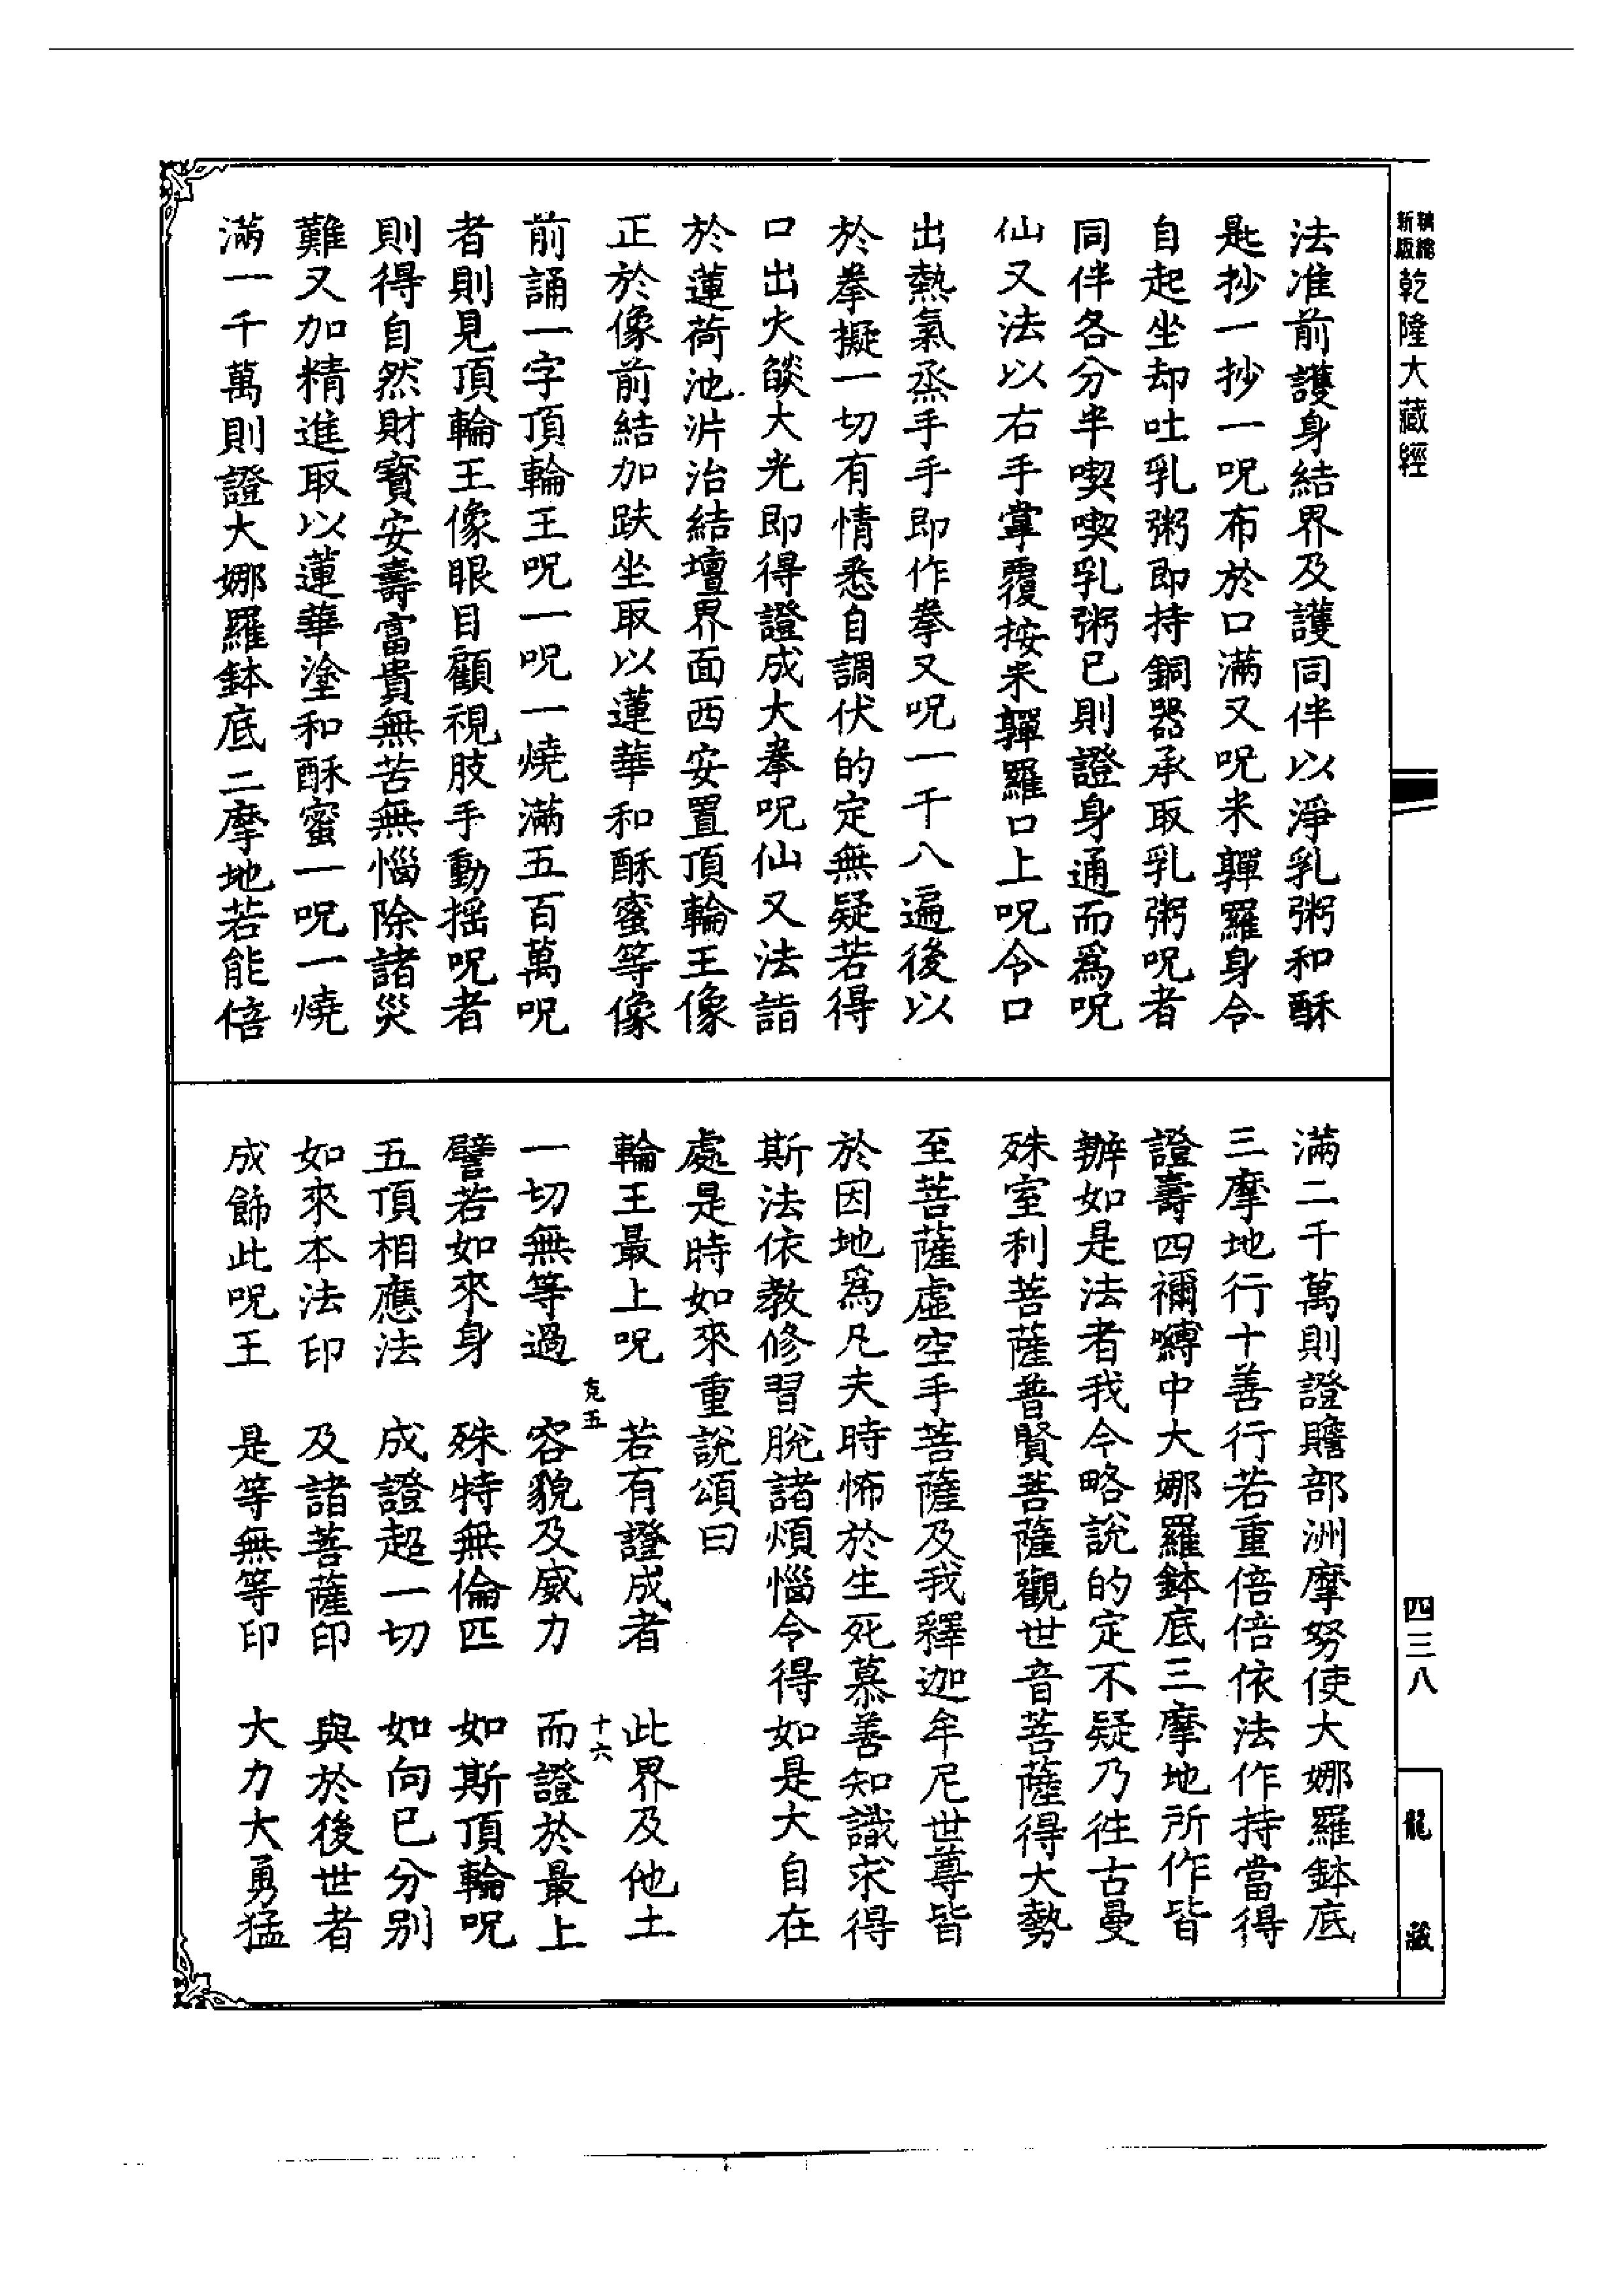 精縮新版乾隆大藏經
法准前護身結界及護同伴以淨乳粥和酥
匙抄一抄一呪布於口滿又呪米鄿羅身令
自起坐却吐乳粥即持銅器承取乳粥呪者
同伴各分半喫喫乳粥已則證身通而爲呪
仙又法以右手掌覆按米羅口上呪令口
出熱氣烝手手即作拳又呪一千八遍後以
於拳擬一切有情悉自調伏的定無疑若得
口出火燄大光即得證成大拳呪仙又法詣
於蓮荷池泮治結壇界面西安置頂輪王像
正於像前結加趺坐取以蓮華和酥蜜等像
前誦一字頂輪王呪一呪一燒滿五百萬呪
者則見頂輪王像眼目顧視肢手動搖呪者
則得自然財寶安壽富貴無苦無惱除諸災
難又加精進取以蓮華塗和酥蜜一呪一燒
滿一千萬則證大娜羅鉢底二摩地若能倍
滿二千萬則證贍部洲摩努使大娜羅鉢底
三摩地行十善行若重倍倍依法作持當得
證壽四禰嚩中大娜羅鉢底三摩地所作皆
辦如是法者我今略說的定不疑乃往古曼
殊室利菩薩普賢菩薩觀世音菩薩得大勢
至菩薩虛空手菩薩及我釋迦牟尼世尊皆
於因地爲凡夫時怖於生死慕善知識求得
斯法依教修習脫諸煩惱令得如是大自在
處是時如來重說頌曰
輪王最上呪　若有證成者　此界及他土
克五　十六
一切無等過　容貌及威力　而證於最上
譬若如來身　殊特無倫匹　如斯頂輪呪
五頂相應法　成證超一切　如向已分別
如來本法印　及諸菩薩印　與於後世者
成飾此呪王　是等無等印　大力大勇猛
四三八
龍藏